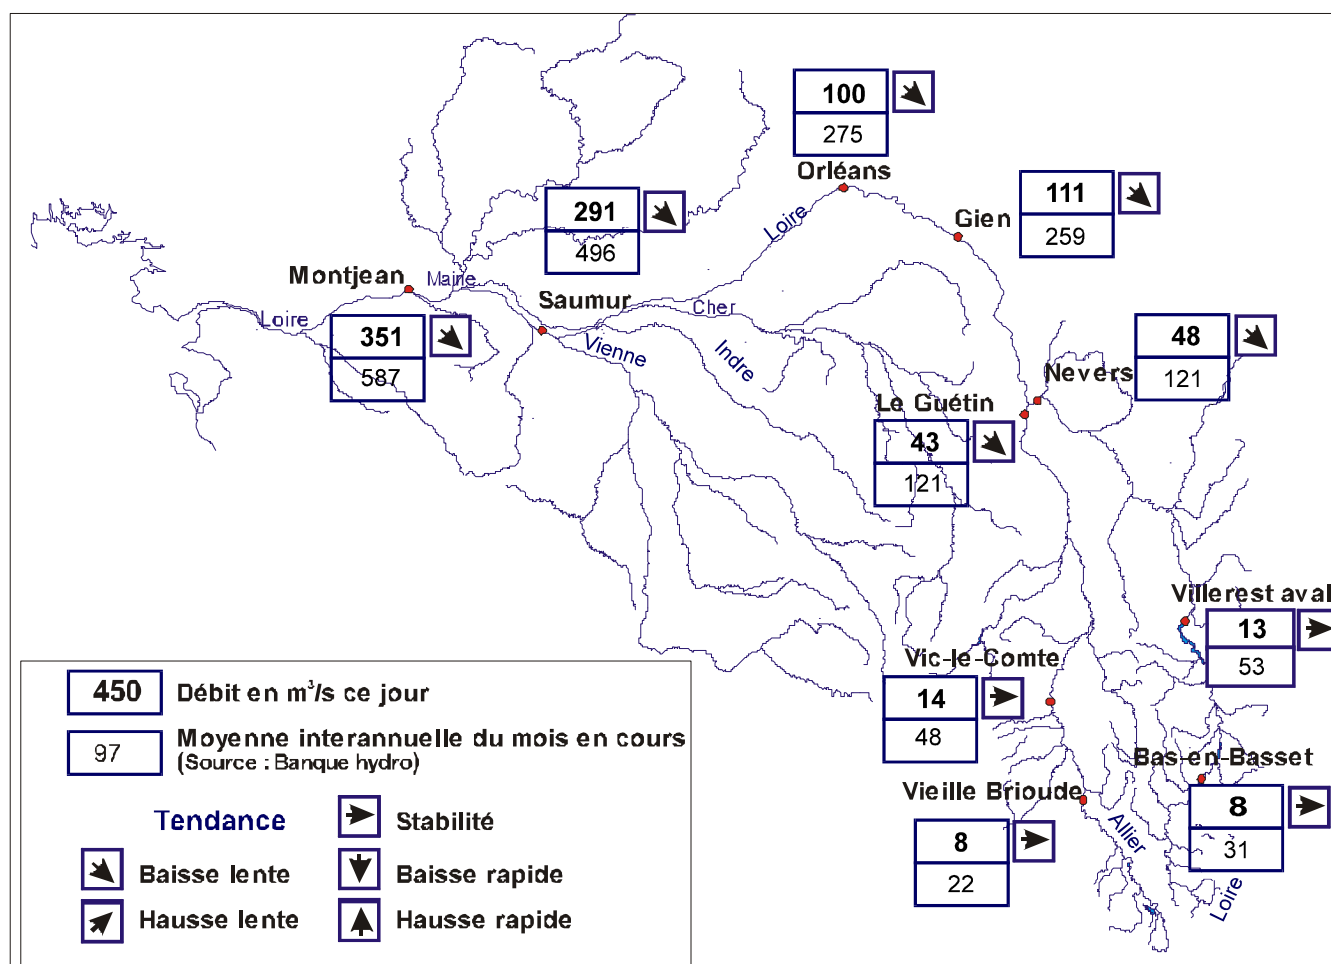 100
275
Orléans
291
496
Loire
Gien
111
259
Montjean
Maine
Saumur
Cher
Loire
351
587
Vienne
Indre
48
121
Nevers
Le Guétin
43
121
Villerest aval
13
53
Vic-le-Comte
14
48
Bas-en-Basset
8
31
Vieille Brioude
8
22
Allier
Loire
450
Débit en m³/s ce jour
97
Moyenne interannuelle du mois en cours
(Source : Banque hydro)
Tendance
Stabilité
Baisse lente
Baisse rapide
Hausse lente
Hausse rapide